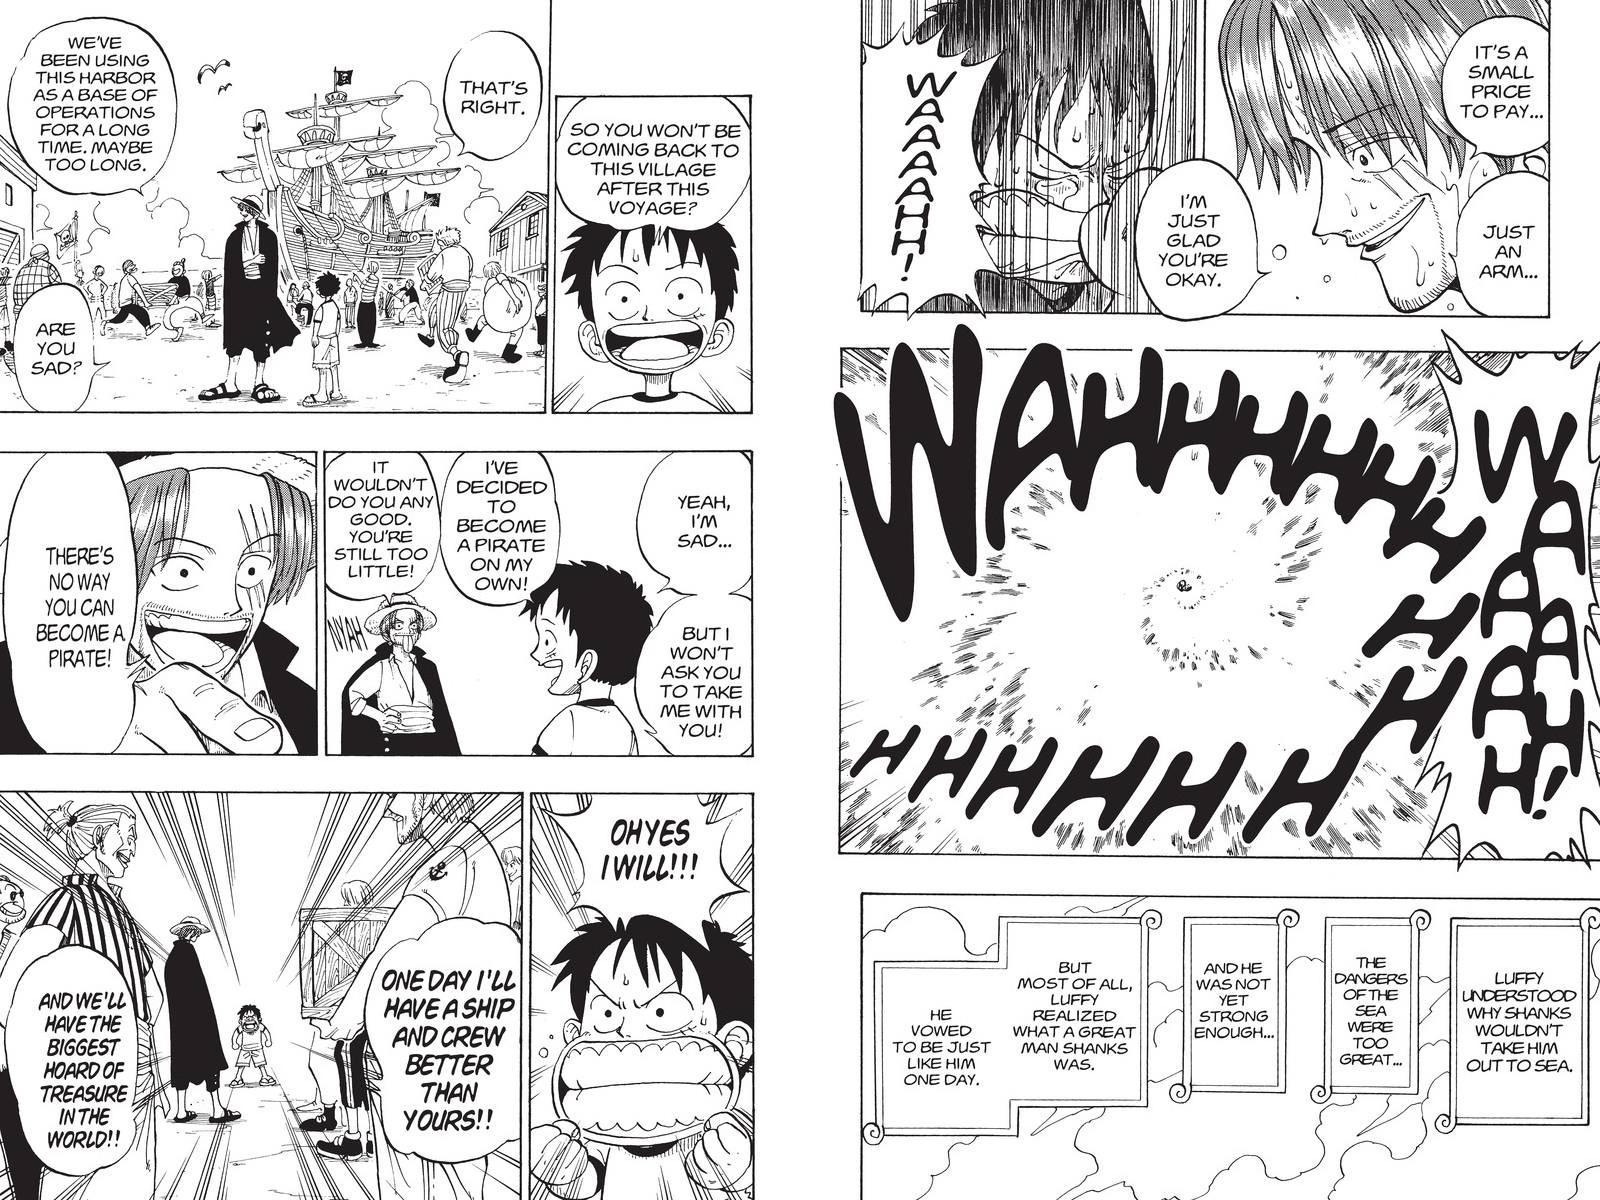 IT'S A
SMALL
PRICE
TO PAY...
JUST
AN
ARM...
I'M
JUST
GLAD
YOU'RE
OKAY.
WAAAAHH!
WAAAAAHH!
WAHHHHHHHHHHHHHHHH
LUFFY
UNDERSTOOD
WHY SHANKS
WOULDN'T
TAKE HIM
OUT TO SEA.
THE
DANGERS
OF THE
SEA
WERE
TOO
GREAT...
AND HE
WAS NOT
YET
STRONG
ENOUGH...
BUT
MOST OF ALL,
LUFFY
REALIZED
WHAT A GREAT
MAN SHANKS
WAS.
HE
VOWED
TO BE JUST
LIKE HIM
ONE DAY.
SO YOU WON'T BE
COMING BACK TO
THIS VILLAGE
AFTER THIS
VOYAGE?
THAT'S
RIGHT.
WE'VE
BEEN USING
THIS HARBOR
AS A BASE OF
OPERATIONS
FOR A LONG
TIME. MAYBE
TOO LONG.
ARE
YOU
SAD?
YEAH,
I'M
SAD...
BUT I
WON'T
ASK YOU
TO TAKE
ME WITH
YOU!
I'VE
DECIDED
TO
BECOME
A PIRATE
ON MY
OWN!
IT
WOULDN'T
DO YOU ANY
GOOD.
YOU'RE
STILL TOO
LITTLE!
NYAH
THERE'S
NO WAY
YOU CAN
BECOME A
PIRATE!
OH YES
I WILL!!!
ONE DAY I'LL
HAVE A SHIP
AND CREW
BETTER
THAN
YOURS!!
AND WE'LL
HAVE THE
BIGGEST
HOARD OF
TREASURE
IN THE
WORLD!!